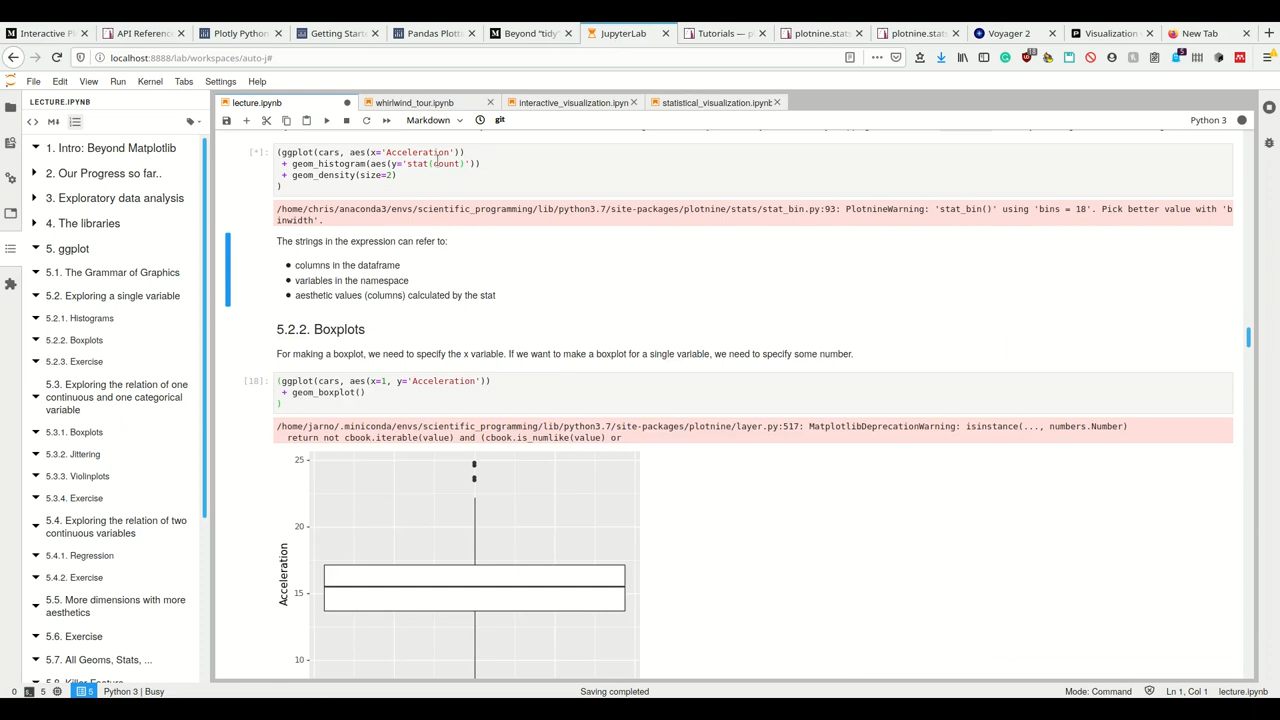 Interactive Pl
API Reference
Plotly Python
Getting Starte
Pandas Plotti
Beyond "tidy"
JupyterLab
Tutorials — p
plotnine.stats
plotnine.stats
Voyager 2
Visualization
New Tab
localhost:8888/lab/workspaces/auto-j#
File Edit View Run Kernel Tabs Settings Help
LECTURE.IPYNB
lecture.ipynb
whirlwind_tour.ipynb
interactive_visualization.ipyn
statistical_visualization.ipynb
Markdown
git
Python 3
1. Intro: Beyond Matplotlib
2. Our Progress so far..
3. Exploratory data analysis
4. The libraries
5. ggplot
5.1. The Grammar of Graphics
5.2. Exploring a single variable
5.2.1. Histograms
5.2.2. Boxplots
5.2.3. Exercise
5.3. Exploring the relation of one
continuous and one categorical
variable
5.3.1. Boxplots
5.3.2. Jittering
5.3.3. Violinplots
5.3.4. Exercise
5.4. Exploring the relation of two
continuous variables
5.4.1. Regression
5.4.2. Exercise
5.5. More dimensions with more
aesthetics
5.6. Exercise
5.7. All Geoms, Stats, ...
[*]:
(ggplot(cars, aes(x='Acceleration'))
+ geom_histogram(aes(y='stat(count)'))
+ geom_density(size=2)
)
/home/chris/anaconda3/envs/scientific_programming/lib/python3.7/site-packages/plotnine/stats/stat_bin.py:93: PlotnineWarning: 'stat_bin()' using 'bins = 18'. Pick better value with 'b
inwidth'.
The strings in the expression can refer to:
columns in the dataframe
variables in the namespace
aesthetic values (columns) calculated by the stat
5.2.2. Boxplots
For making a boxplot, we need to specify the x variable. If we want to make a boxplot for a single variable, we need to specify some number.
[18]:
(ggplot(cars, aes(x=1, y='Acceleration'))
+ geom_boxplot()
)
/home/jarno/.miniconda/envs/scientific_programming/lib/python3.7/site-packages/plotnine/layer.py:517: MatplotlibDeprecationWarning: isinstance(..., numbers.Number)
return not cbook.iterable(value) and (cbook.is_numlike(value) or
25
20
15
10
Acceleration
0 5 Python 3 | Busy
5
Saving completed
Mode: Command
Ln 1, Col 1
lecture.ipynb